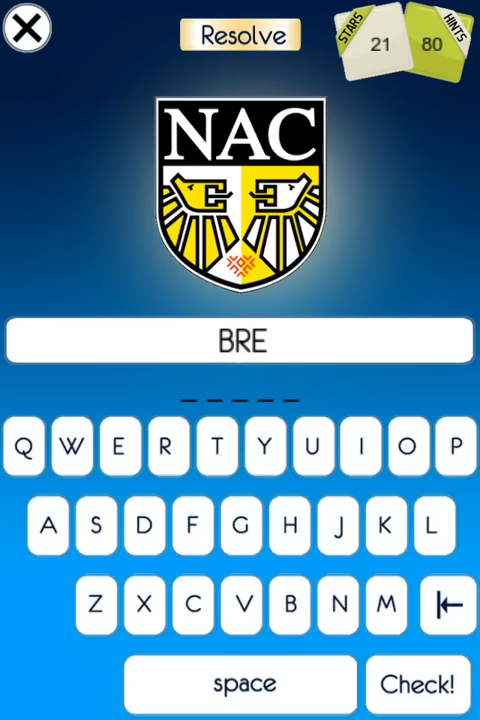 Resolve
STARS
21
80
HINTS
NAC
BRE
Q W E R T Y U I O P
A S D F G H J K L
Z X C V B N M
space
Check!